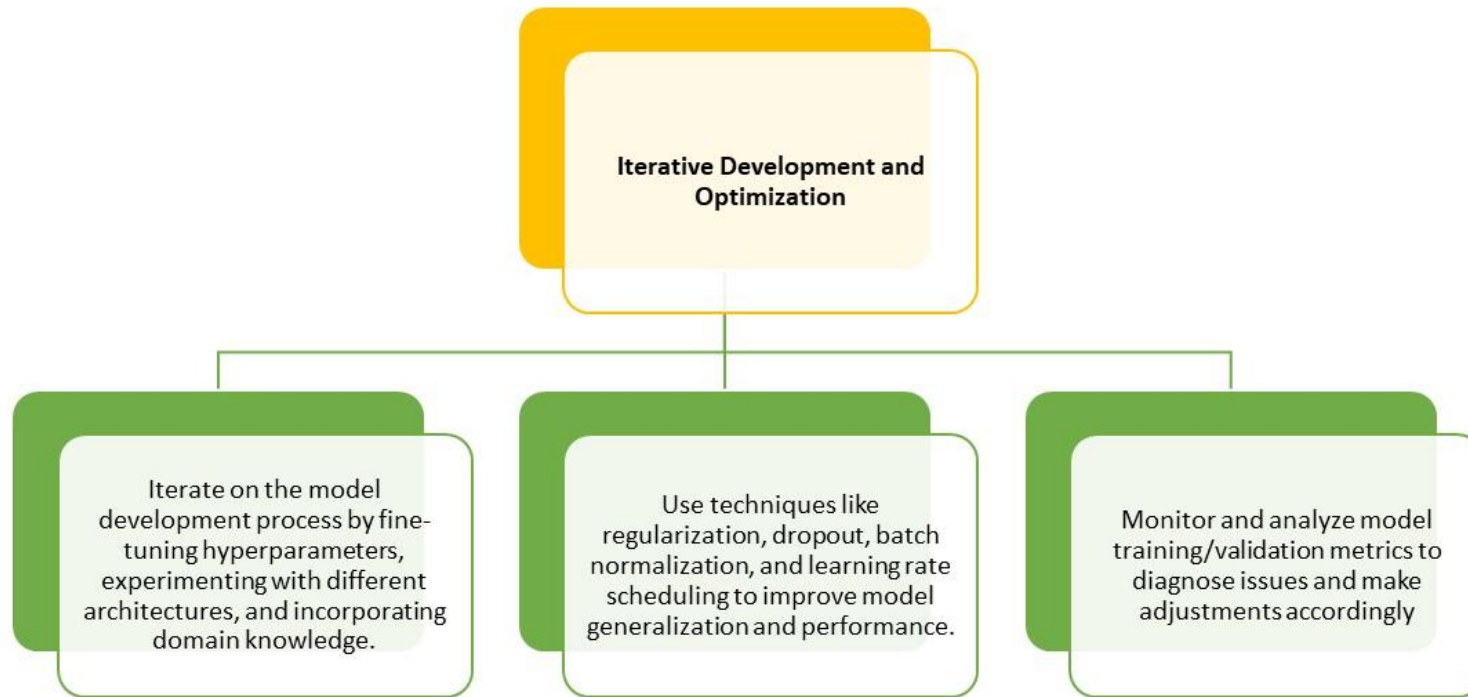 Iterative Development and
Optimization
Iterate on the model
development process by fine-
tuning hyperparameters,
experimenting with different
architectures, and incorporating
domain knowledge.
Use techniques like
regularization, dropout, batch
normalization, and learning rate
scheduling to improve model
generalization and performance.
Monitor and analyze model
training/validation metrics to
diagnose issues and make
adjustments accordingly